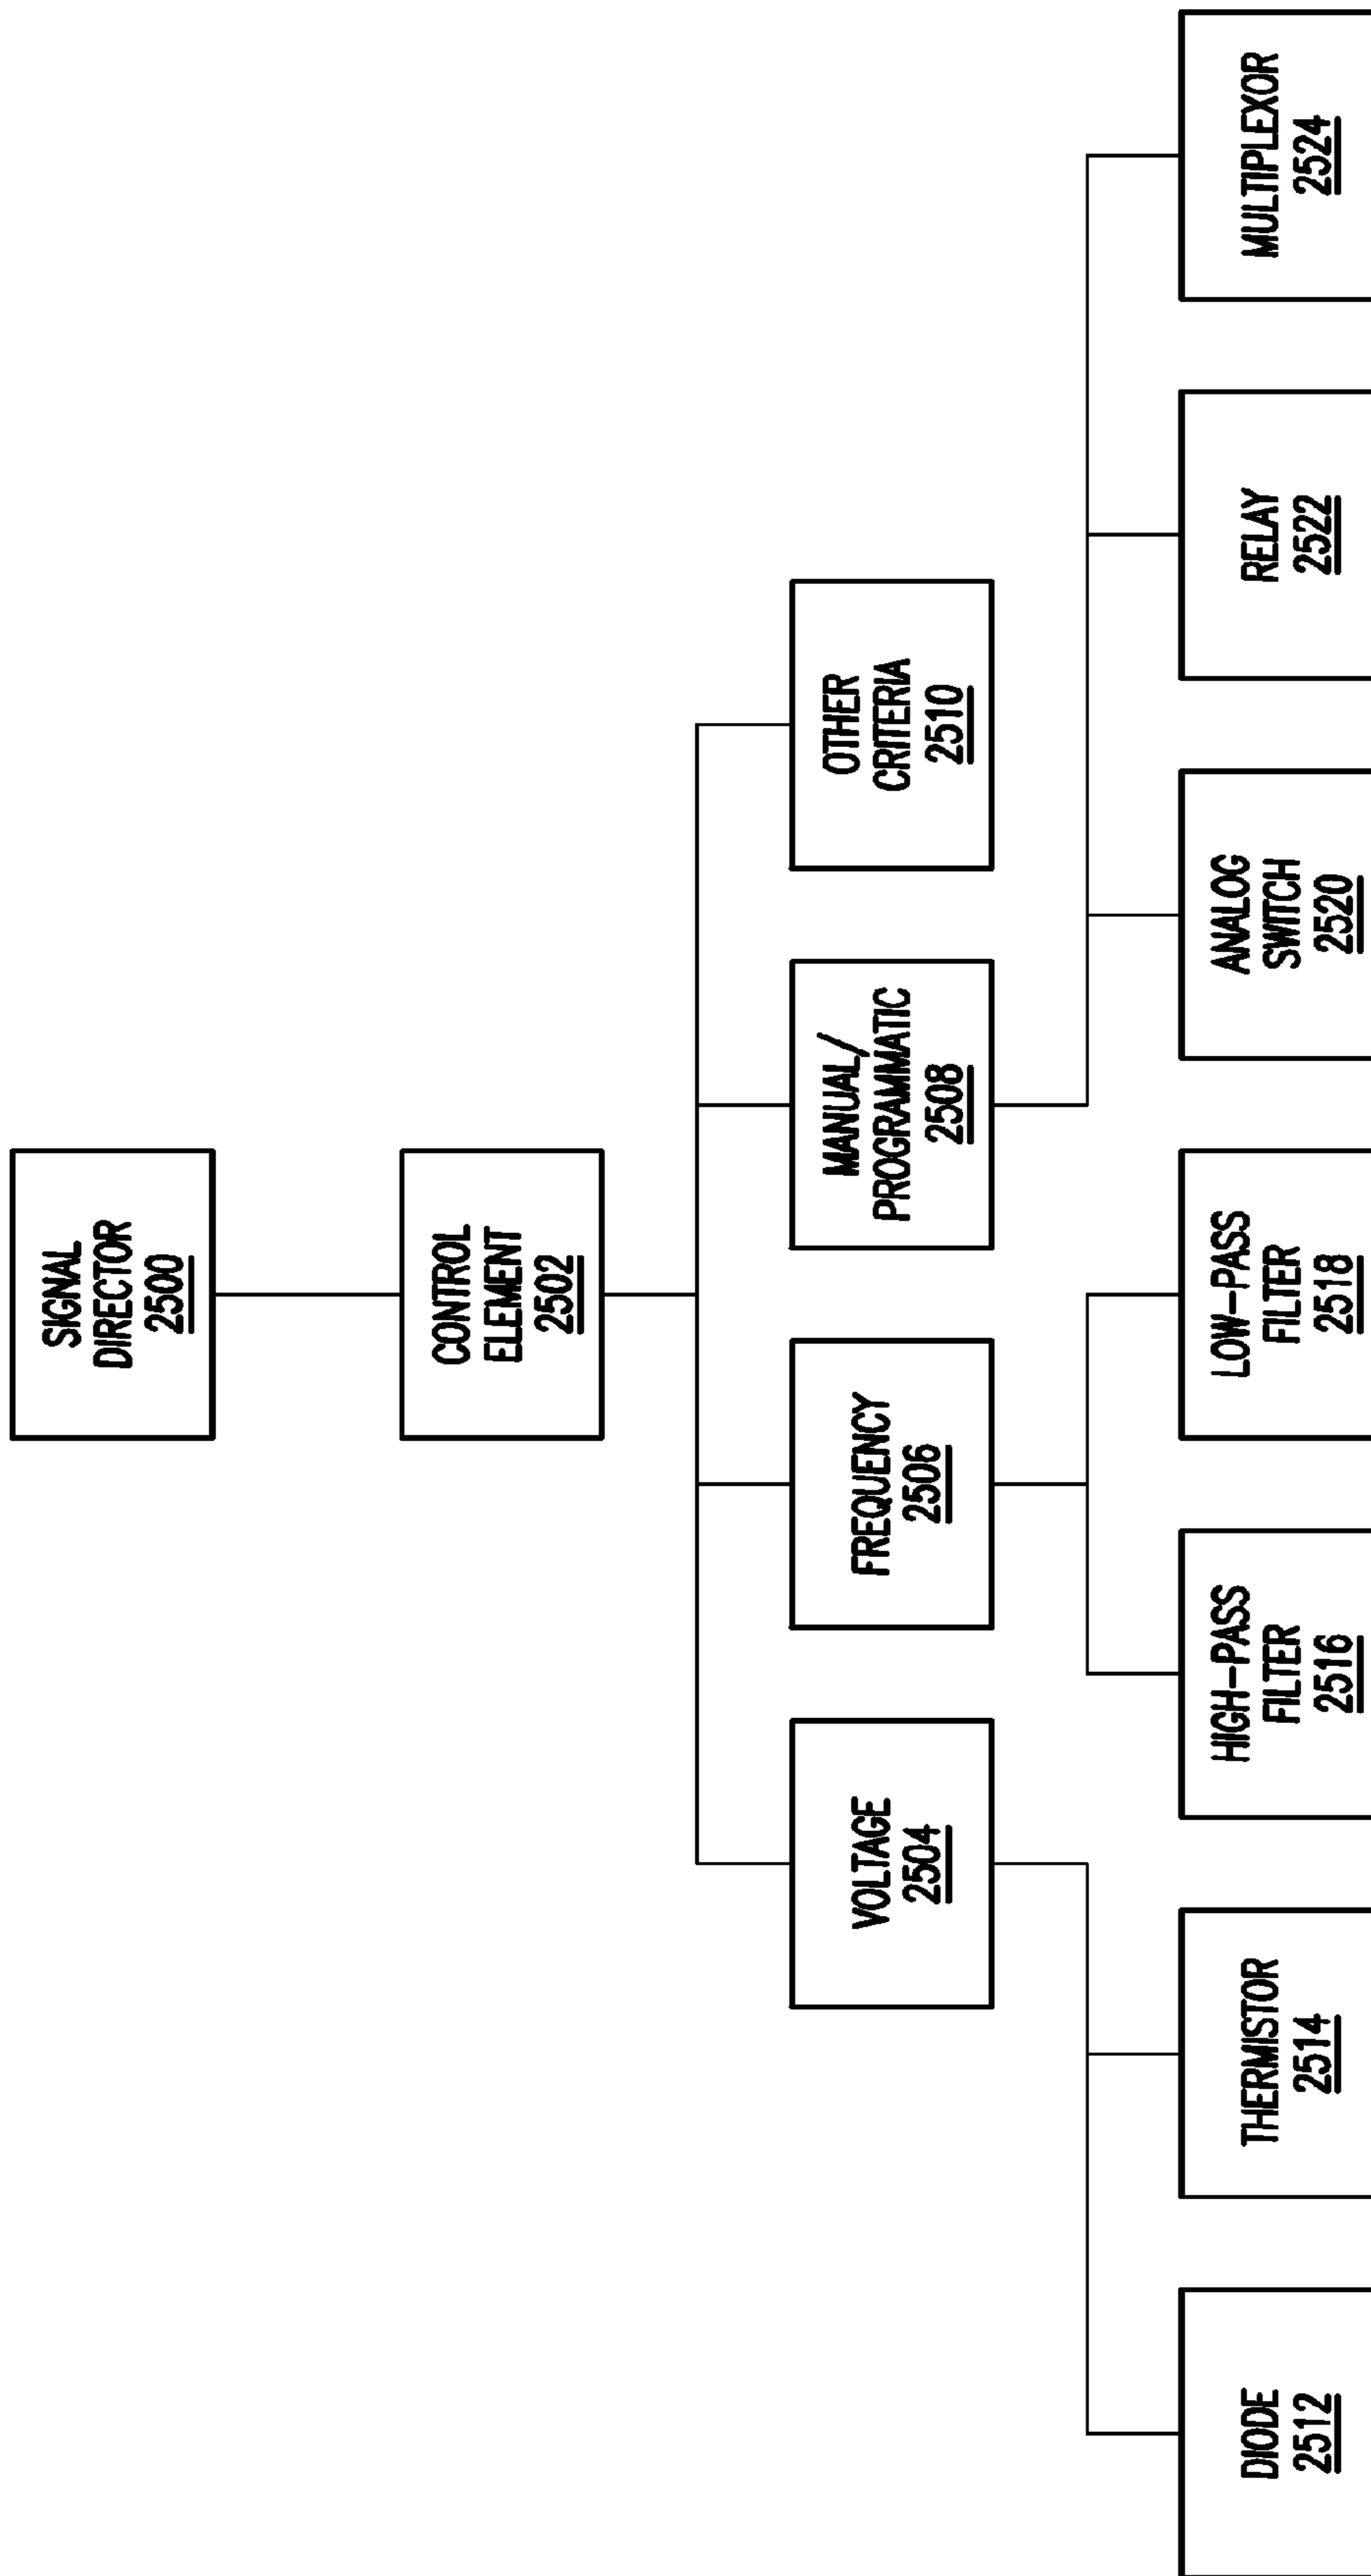 SIGNAL
DIRECTOR
2500
CONTROL
ELEMENT
2502
VOLTAGE
2504
FREQUENCY
2506
MANUAL/
PROGRAMMATIC
2508
OTHER
CRITERIA
2510
DIODE
2512
THERMISTOR
2514
HIGH-PASS
FILTER
2516
LOW-PASS
FILTER
2518
ANALOG
SWITCH
2520
RELAY
2522
MULTIPLEXOR
2524